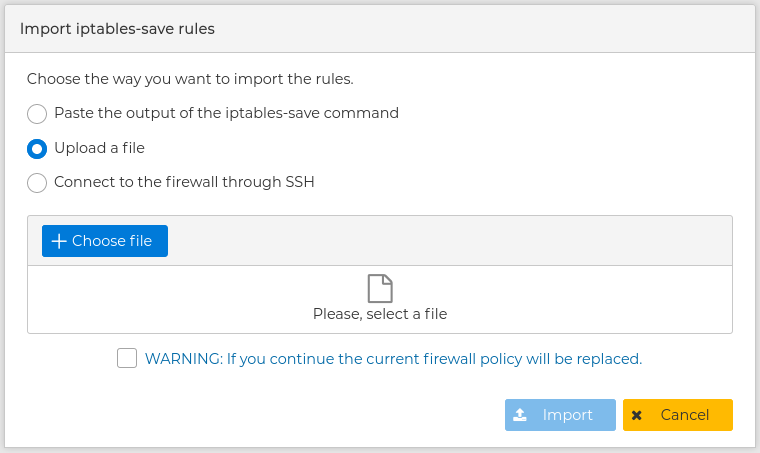 Import iptables-save rules
Choose the way you want to import the rules.
Paste the output of the iptables-save command
Upload a file
Connect to the firewall through SSH
Choose file
Please, select a file
WARNING: If you continue the current firewall policy will be replaced.
Import Cancel